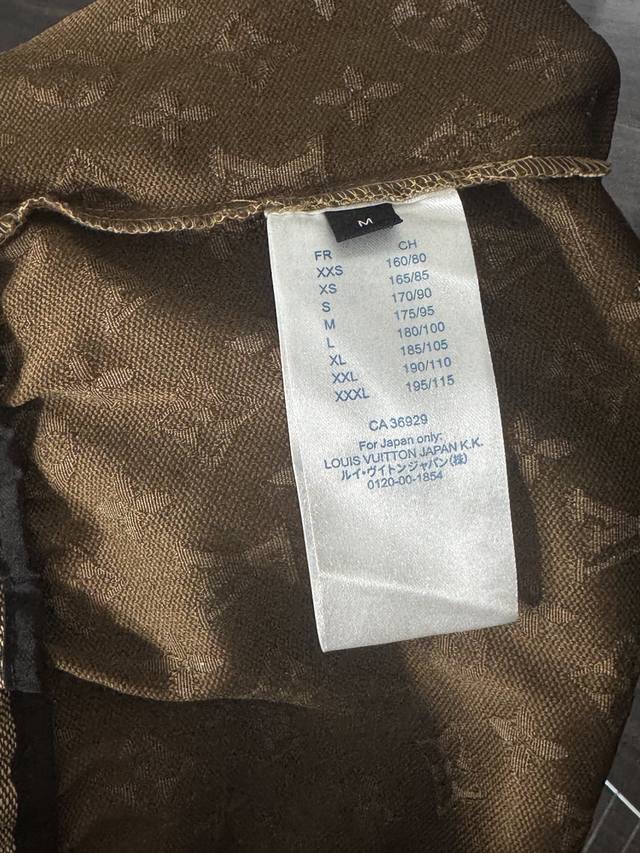 M
FR CH
XXS 160/80
XS 165/85
S 170/90
M 175/95
L 180/100
XL 185/105
XXL 190/110
XXXL 195/115
CA 36929
For Japan only:
LOUIS VUITTON JAPAN K.K.
ルイ・ヴィトンジャパン(株)
0120-00-1854